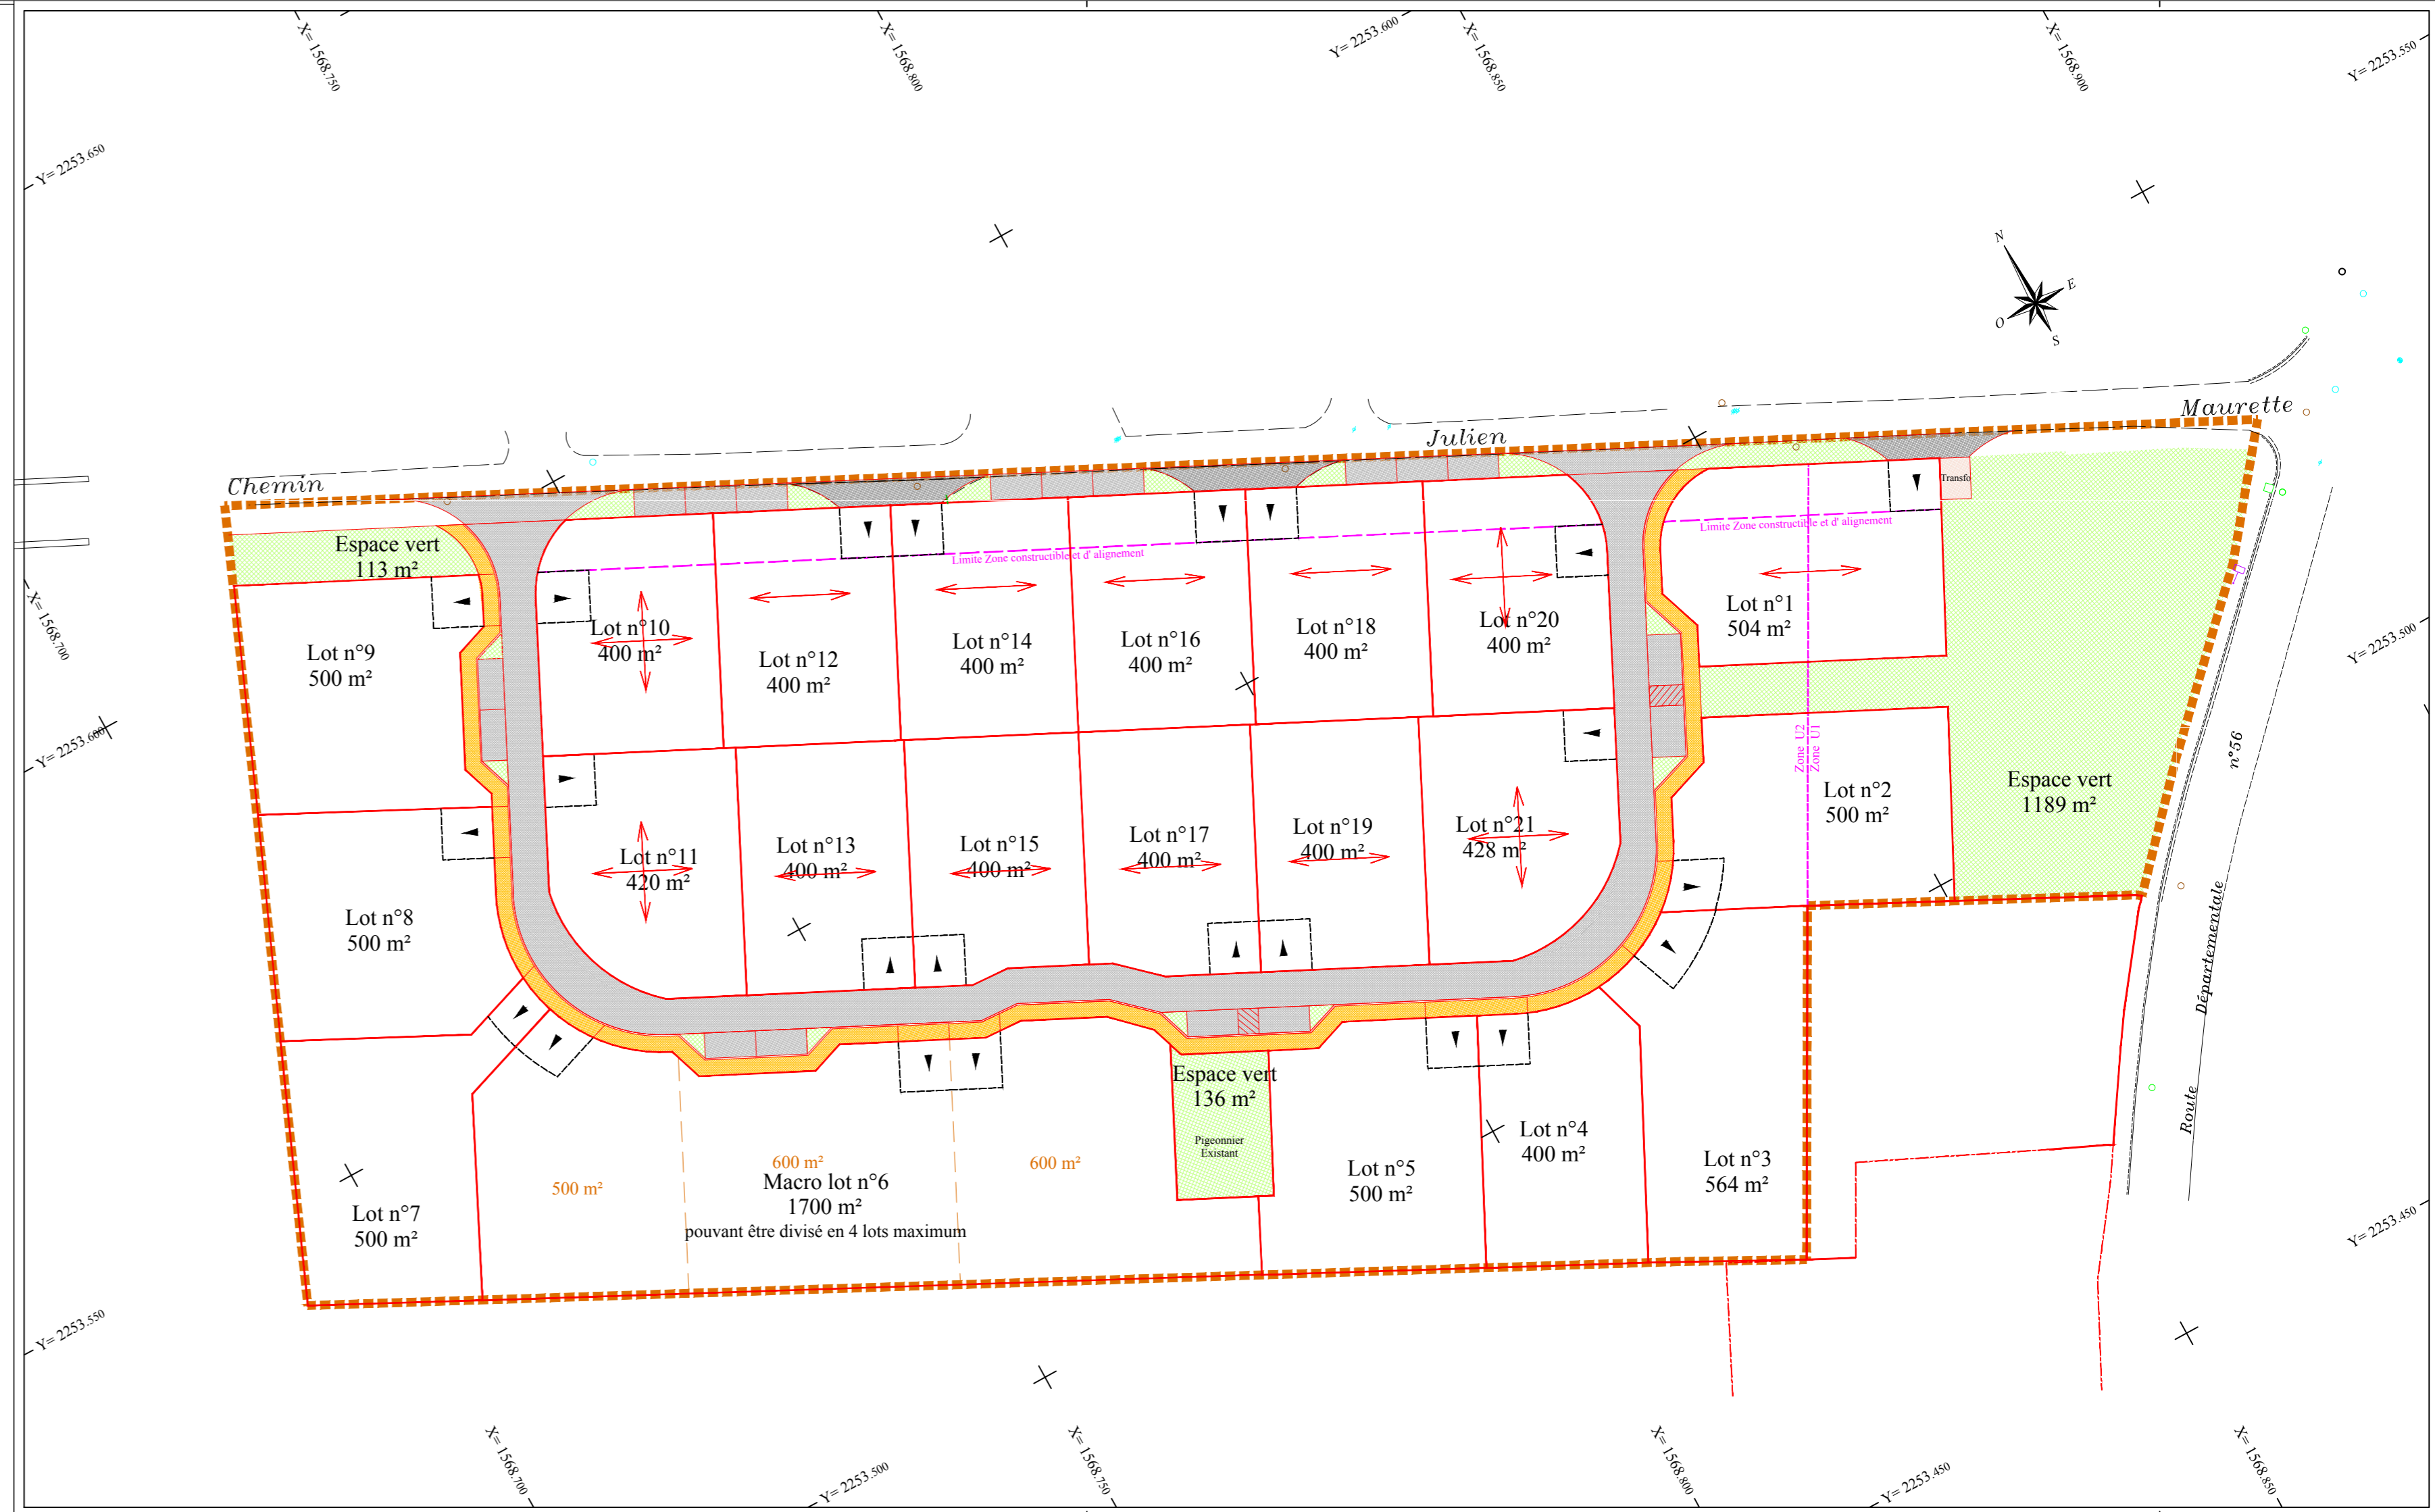 X= 1568.750
X= 1568.800
Y= 2253.600
X= 1568.850
X= 1568.900
Y= 2253.550
Y= 2253.650
N
E
O
S
Chemin
Julien
Maurette
Espace vert
113 m²
Limite Zone constructible et d' alignement
Limite Zone constructible et d' alignement
Transfo
X= 1568.700
Lot n°9
500 m²
Lot n°10
400 m²
Lot n°12
400 m²
Lot n°14
400 m²
Lot n°16
400 m²
Lot n°18
400 m²
Lot n°20
400 m²
Lot n°1
504 m²
Y= 2253.500
Y= 2253.600
Zone U2
Zone U1
n°56
Espace vert
1189 m²
Lot n°2
500 m²
Lot n°11
420 m²
Lot n°13
400 m²
Lot n°15
400 m²
Lot n°17
400 m²
Lot n°19
400 m²
Lot n°21
428 m²
Lot n°8
500 m²
Départementale
Route
Espace vert
136 m²
Pigeonnier
Existant
Lot n°7
500 m²
500 m²
600 m²
Macro lot n°6
1700 m²
pouvant être divisé en 4 lots maximum
600 m²
Lot n°5
500 m²
Lot n°4
400 m²
Lot n°3
564 m²
Y= 2253.450
Y= 2253.550
X= 1568.700
Y= 2253.500
X= 1568.750
X= 1568.800
Y= 2253.450
X= 1568.850